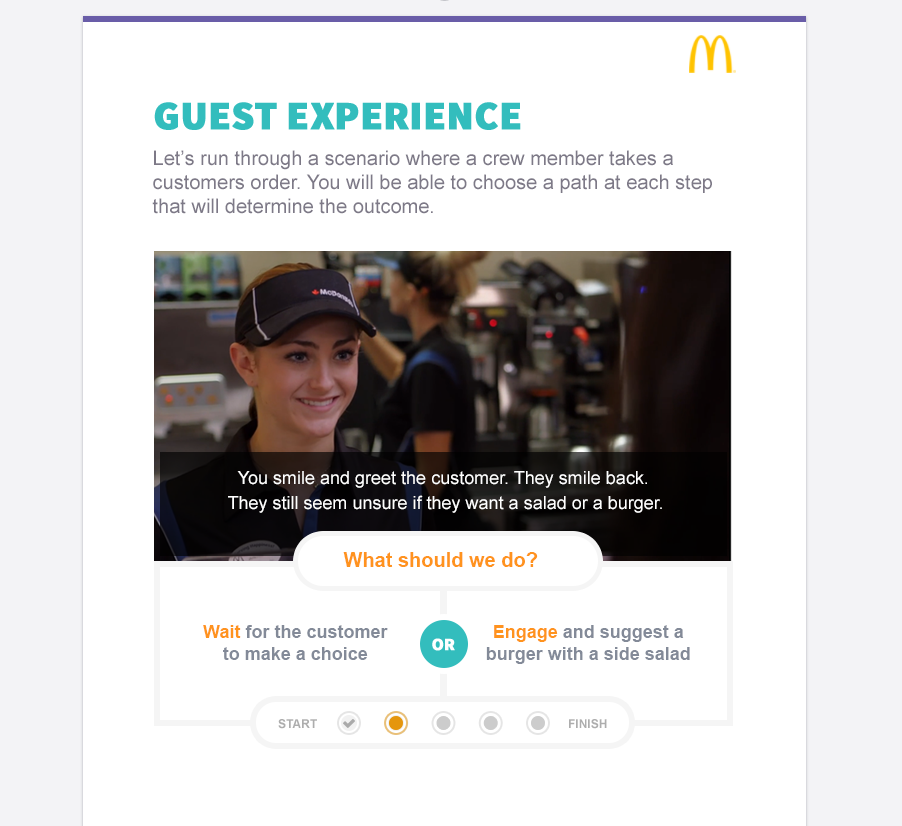 GUEST EXPERIENCE
Let's run through a scenario where a crew member takes a
customers order. You will be able to choose a path at each step
that will determine the outcome.
McDonald's
You smile and greet the customer. They smile back.
They still seem unsure if they want a salad or a burger.
What should we do?
Wait for the customer
to make a choice
OR
Engage and suggest a
burger with a side salad
START
FINISH